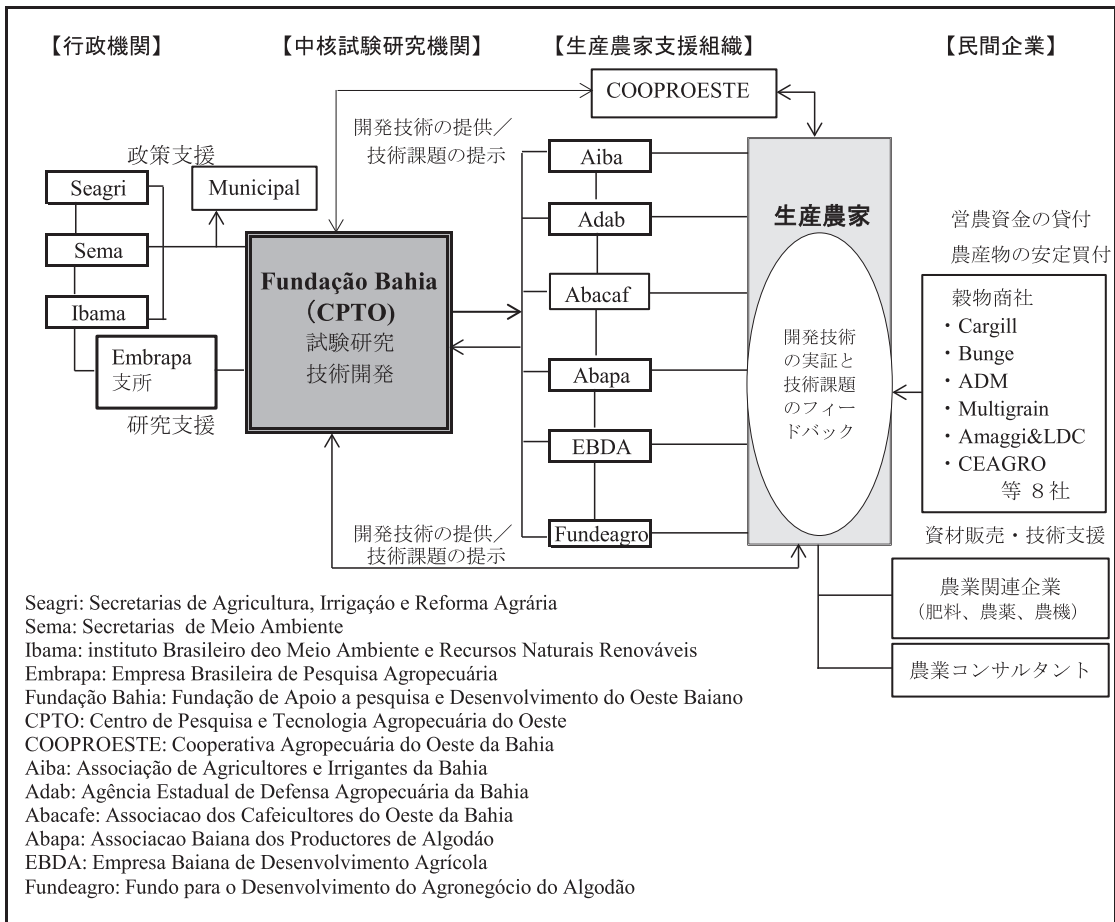 【行政機関】
【中核試験研究機関】
【生産農家支援組織】
【民間企業】
COOPROESTE
開発技術の提供／
技術課題の提示
政策支援
Seagri
Municipal
Sema
Ibama
Embrapa
支所
研究支援
Fundação Bahia
（CPTO)
試験研究
技術開発
Aiba
Adab
Abacaf
Abapa
EBDA
Fundeagro
開発技術の提供／
技術課題の提示
生産農家
開発技術
の実証と
技術課題
のフィー
ドバック
営農資金の貸付
農産物の安定買付
穀物商社
・Cargill
・Bunge
・ADM
・Multigrain
・Amaggi&LDC
・CEAGRO
等 8社
資材販売・技術支援
農業関連企業
（肥料、農薬、農機）
農業コンサルタント
Seagri: Secretarias de Agricultura, Irrigaçáo e Reforma Agrária
Sema: Secretarias de Meio Ambiente
Ibama: instituto Brasileiro deo Meio Ambiente e Recursos Naturais Renováveis
Embrapa: Empresa Brasileira de Pesquisa Agropecuária
Fundação Bahia: Fundação de Apoio a pesquisa e Desenvolvimento do Oeste Baiano
CPTO: Centro de Pesquisa e Tecnologia Agropecuária do Oeste
COOPROESTE: Cooperativa Agropecuária do Oeste da Bahia
Aiba: Associação de Agricultores e Irrigantes da Bahia
Adab: Agência Estadual de Defensa Agropecuária da Bahia
Abacafe: Associacao dos Cafeicultores do Oeste da Bahia
Abapa: Associacao Baiana dos Productores de Algodáo
EBDA: Empresa Baiana de Desenvolvimento Agrícola
Fundeagro: Fundo para o Desenvolvimento do Agronegócio do Algodão